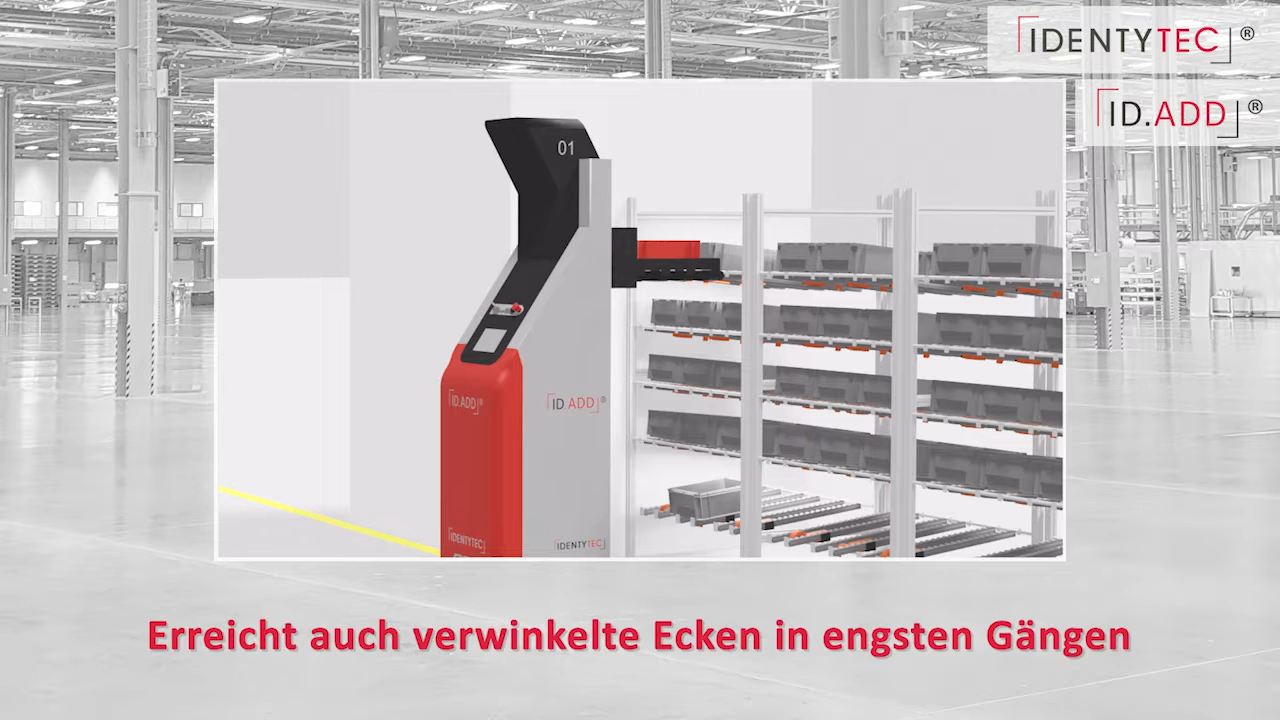 IDENTYTEC®
ID.ADD®
01
ID.ADD®
ID.ADD®
IDENTYTEC
IDENTYTEC
Erreicht auch verwinkelte Ecken in engsten Gängen